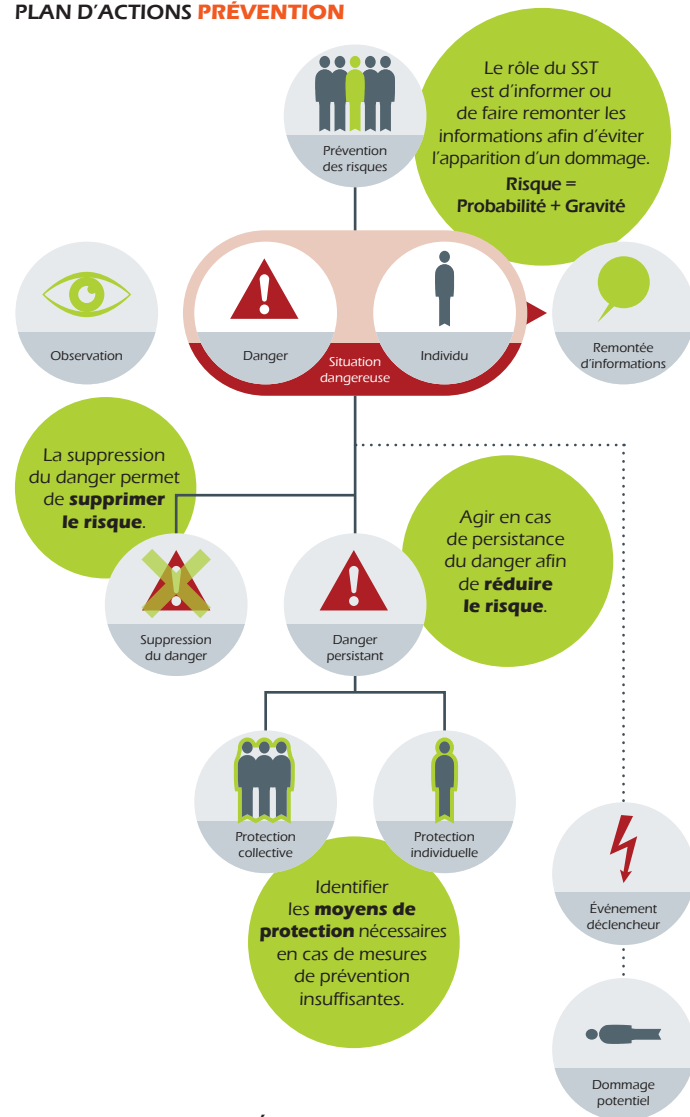 PLAN D'ACTIONS PRÉVENTION
Prévention
des risques
Le rôle du SST
est d'informer ou
de faire remonter les
informations afin d'éviter
l'apparition d'un dommage.
Risque =
Probabilité + Gravité
Observation
Danger
Situation
dangereuse
Individu
Remontée
d'informations
La suppression
du danger permet
de supprimer
le risque.
Agir en cas
de persistance
du danger afin
de réduire
le risque.
Suppression
du danger
Danger
persistant
Protection
collective
Protection
individuelle
Identifier
les moyens de
protection nécessaires
en cas de mesures
de prévention
insuffisantes.
Événement
déclencheur
Dommage
potentiel